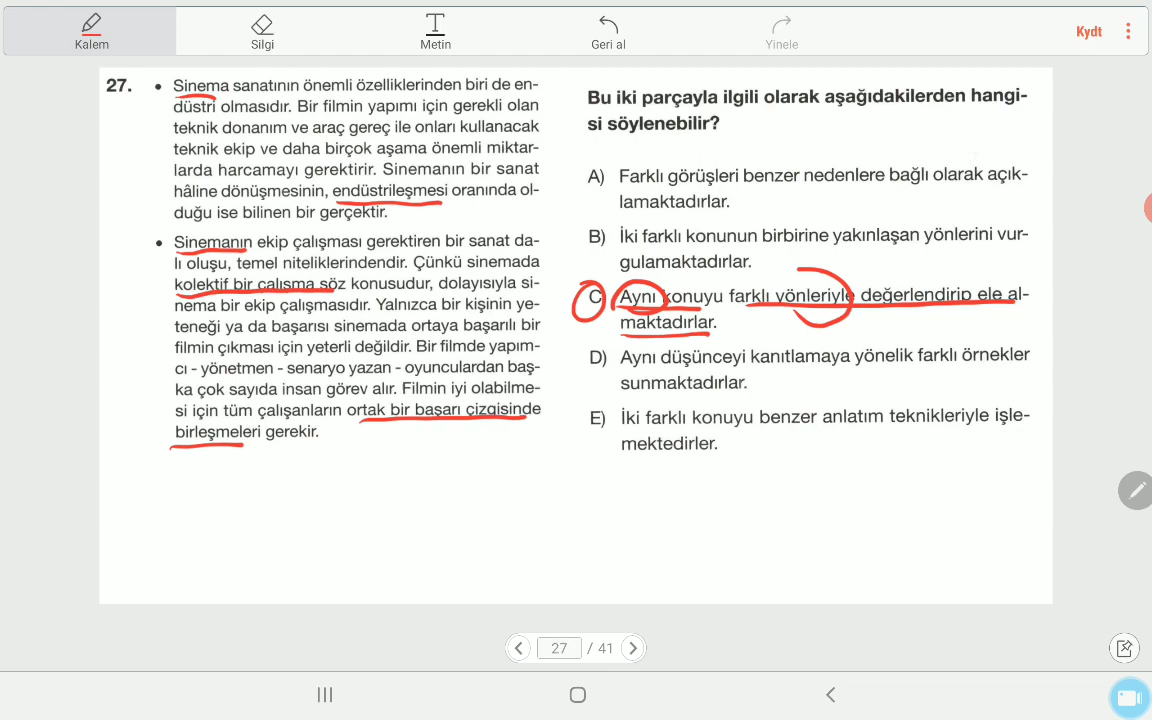 Kalem
Silgi
Metin
Geri al
Yinele
Kydt
27. • Sinema sanatının önemli özelliklerinden biri de en-
düstri olmasıdır. Bir filmin yapımı için gerekli olan
teknik donanım ve araç gereç ile onları kullanacak
teknik ekip ve daha birçok aşama önemli miktar-
larda harcamayı gerektirir. Sinemanın bir sanat
hâline dönüşmesinin, endüstrileşmesi oranında ol-
duğu ise bilinen bir gerçektir.
• Sinemanın ekip çalışması gerektiren bir sanat da-
lı oluşu, temel niteliklerindendir. Çünkü sinemada
kolektif bir çalışma söz konusudur, dolayısıyla si-
nema bir ekip çalışmasıdır. Yalnızca bir kişinin ye-
teneği ya da başarısı sinemada ortaya başarılı bir
filmin çıkması için yeterli değildir. Bir filmde yapım-
cı - yönetmen - senaryo yazan - oyunculardan baş-
ka çok sayıda insan görev alır. Filmin iyi olabilme-
si için tüm çalışanların ortak bir başarı çizgisinde
birleşmeleri gerekir.
Bu iki parçayla ilgili olarak aşağıdakilerden hangi-
si söylenebilir?
A) Farklı görüşleri benzer nedenlere bağlı olarak açık-
lamaktadırlar.
B) İki farklı konunun birbirine yakınlaşan yönlerini vur-
gulamaktadırlar.
C) Aynı konuyu farklı yönleriyle değerlendirip ele al-
maktadırlar.
D) Aynı düşünceyi kanıtlamaya yönelik farklı örnekler
sunmaktadırlar.
E) İki farklı konuyu benzer anlatım teknikleriyle işle-
mektedirler.
27 / 41